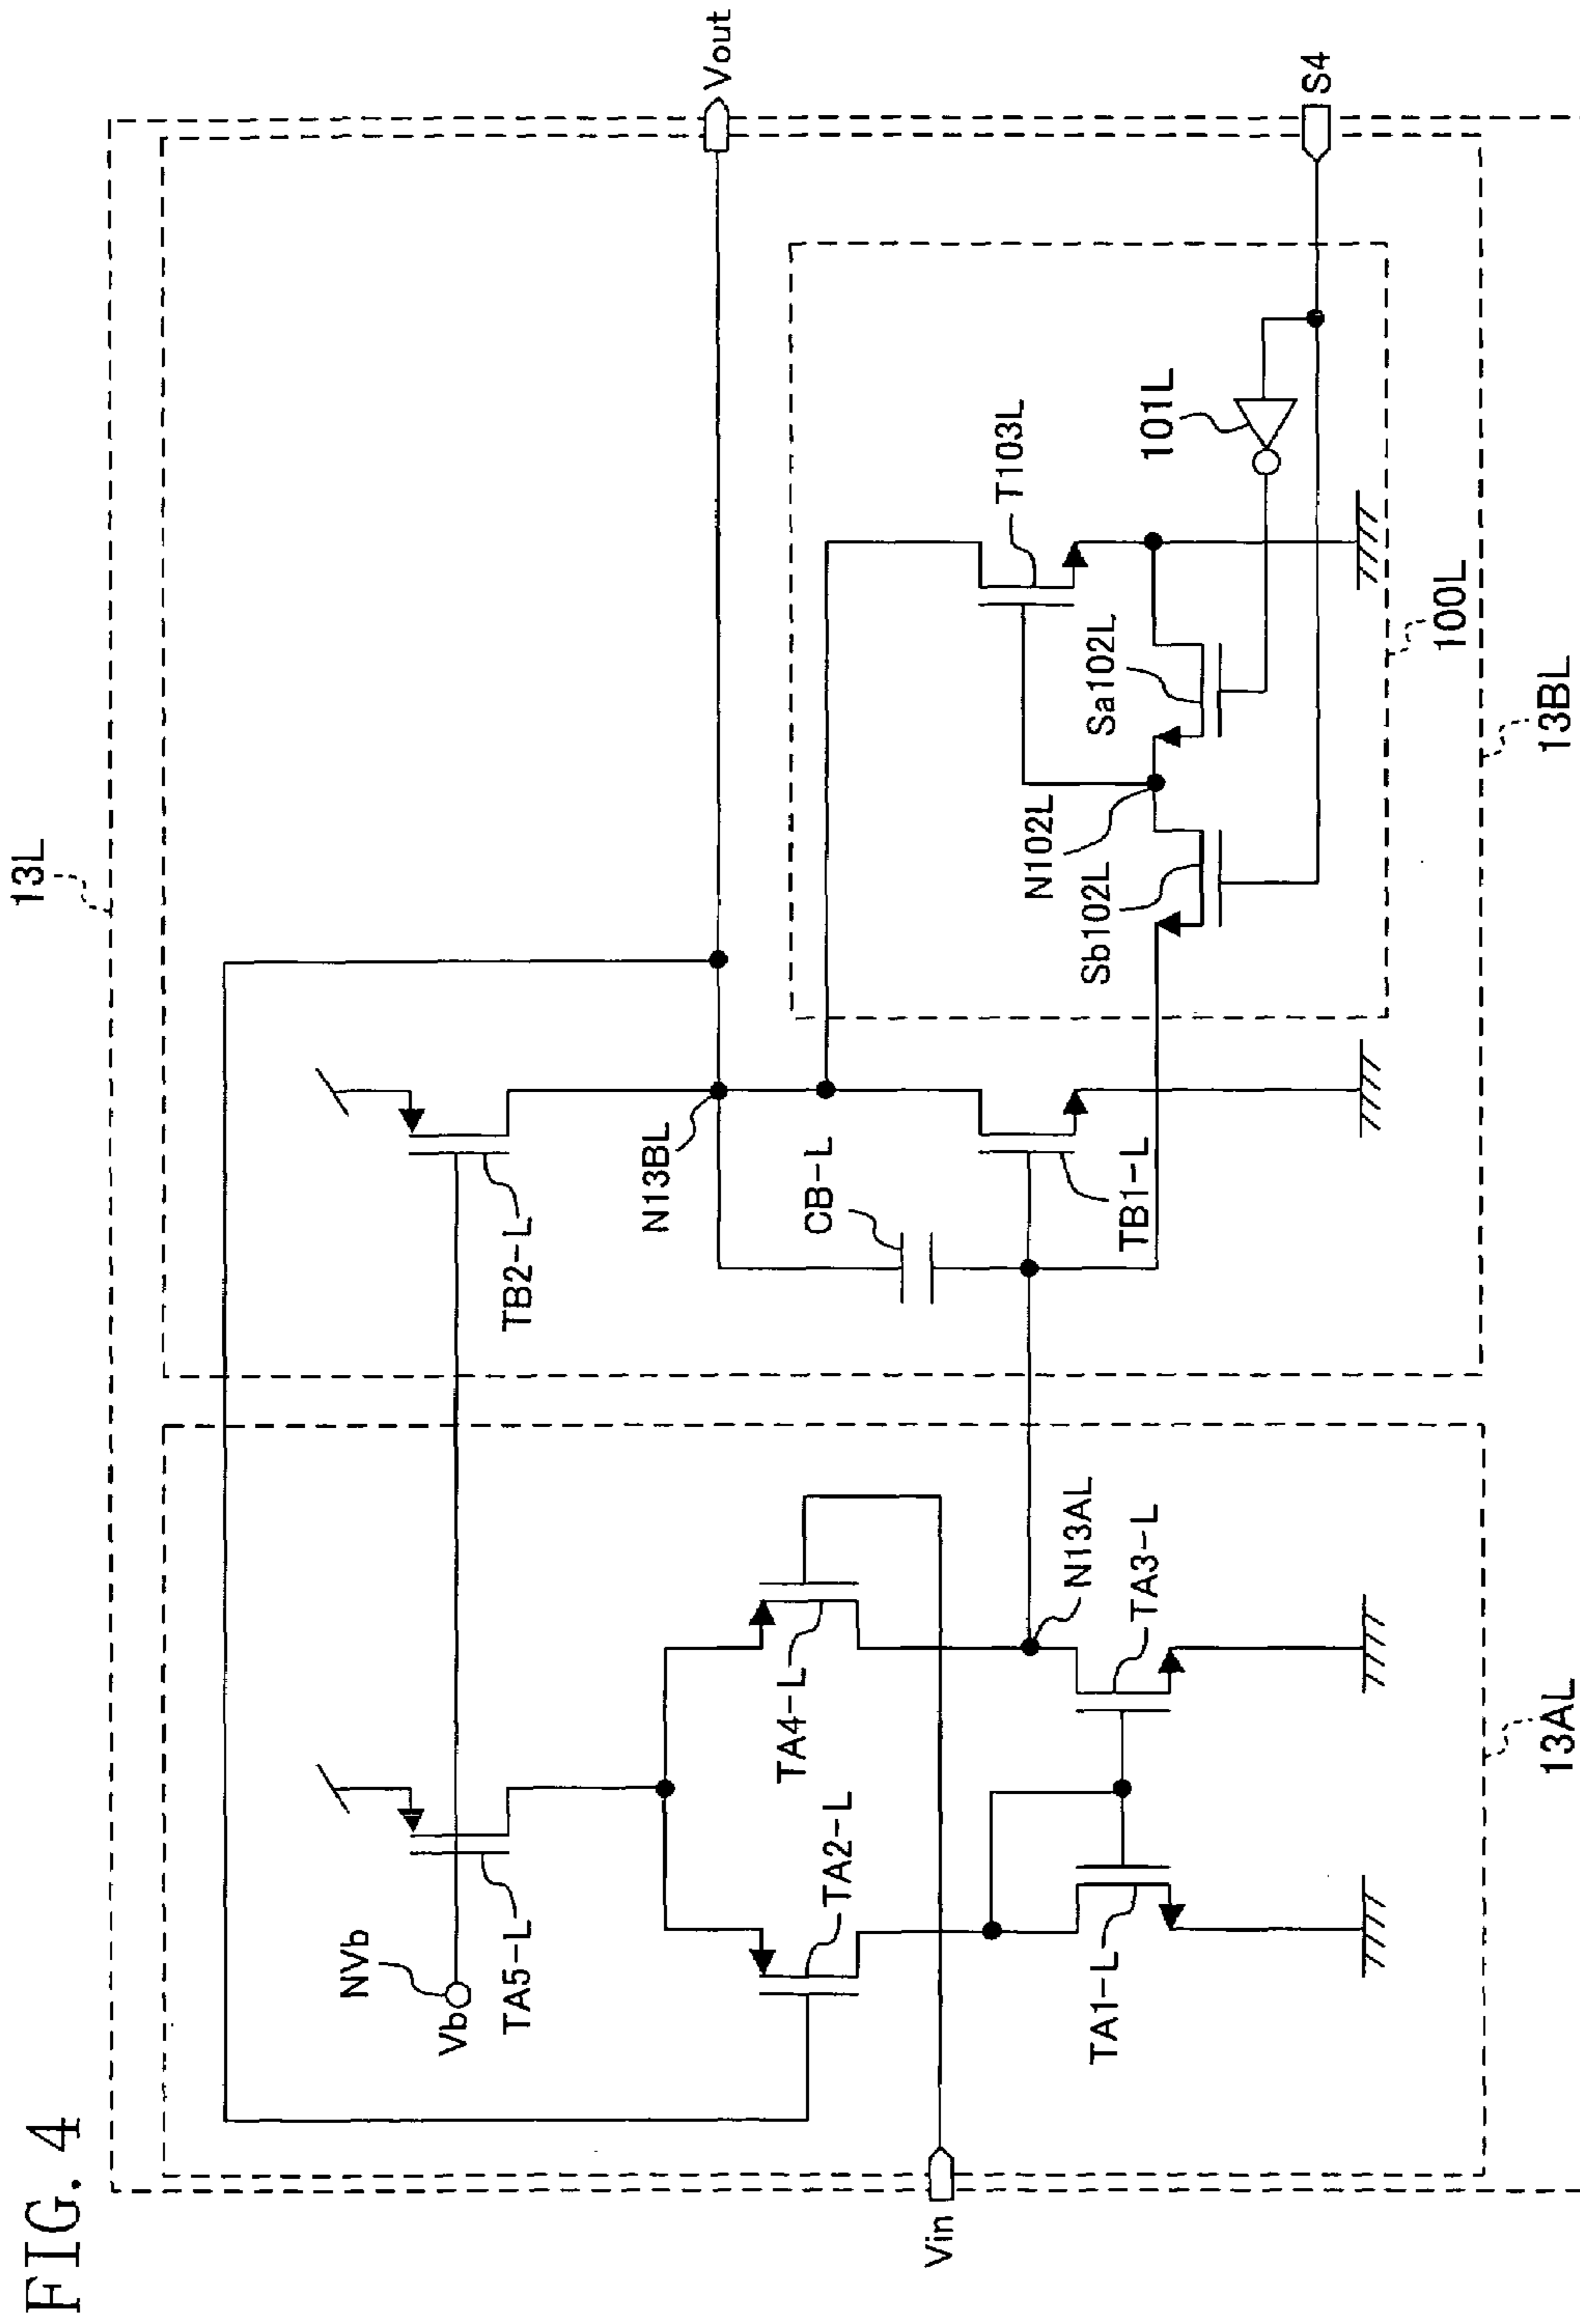 FIG. 4
13L
Vin
Vout
S4
NVb
Vb
TA5-L
TA2-L
TA4-L
TA1-L
TA3-L
N13AL
13AL
TB2-L
N13BL
CB-L
TB1-L
Sb102L
N102L
Sa102L
T103L
101L
100L
13BL